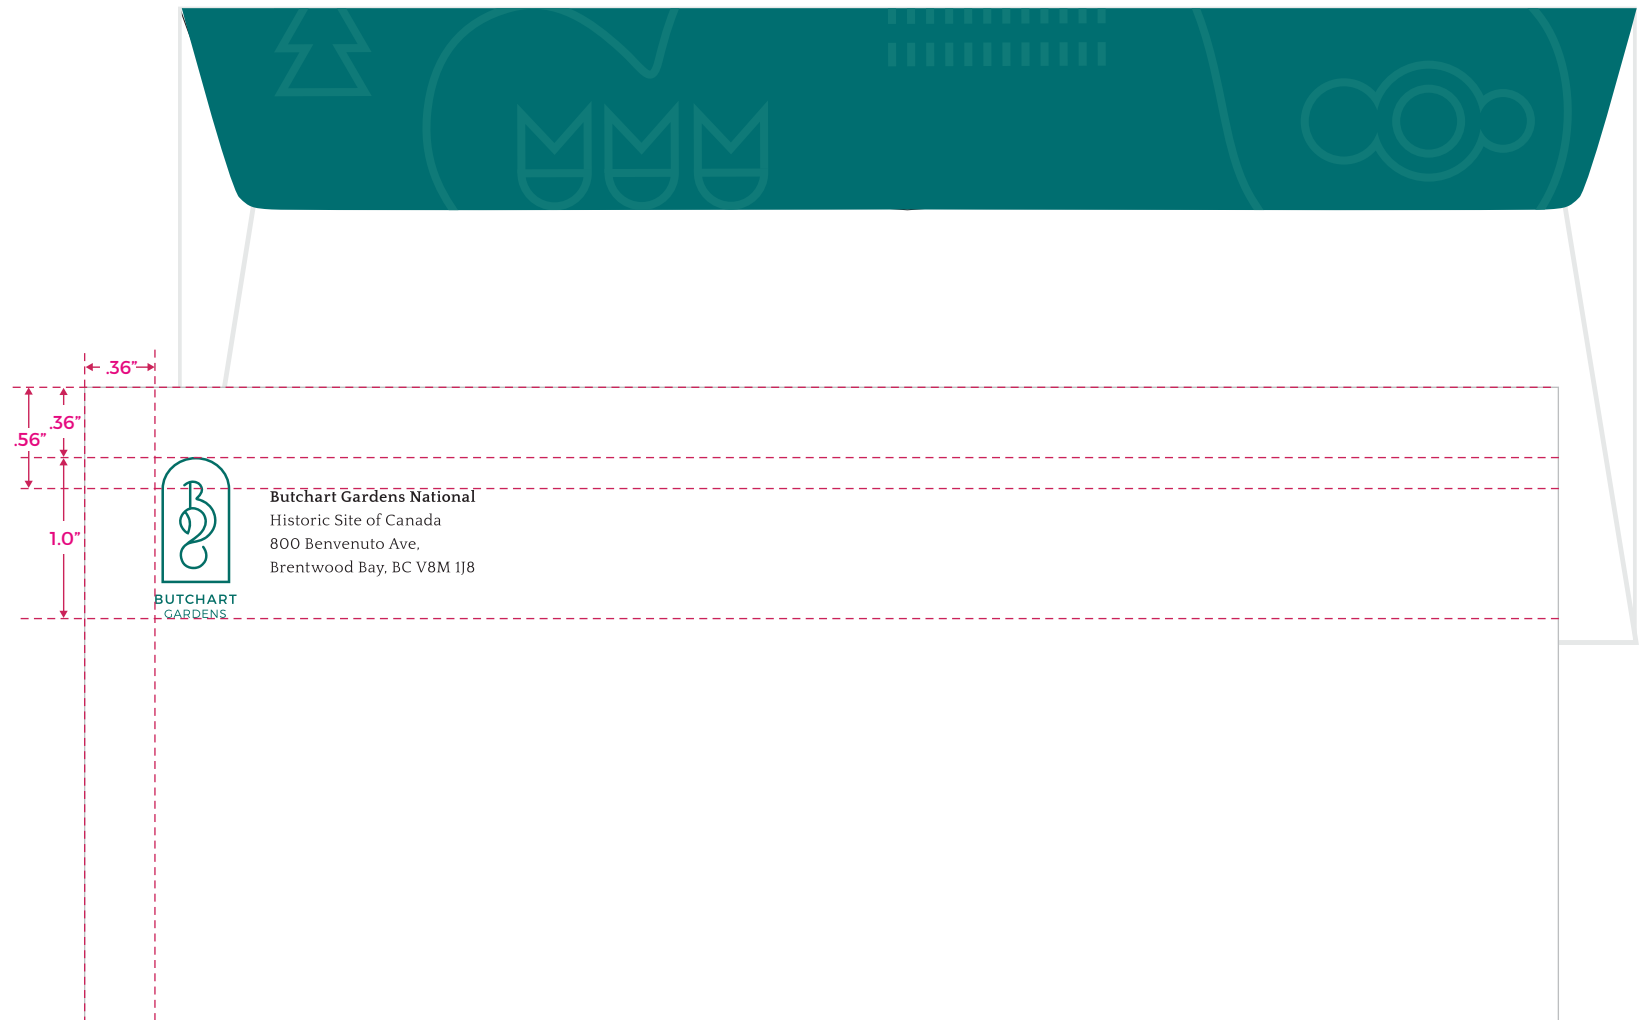 .36”
.36”
.56”
1.0”
Butchart Gardens National
Historic Site of Canada
800 Benvenuto Ave,
Brentwood Bay, BC V8M 1J8
BUTCHART
GARDENS